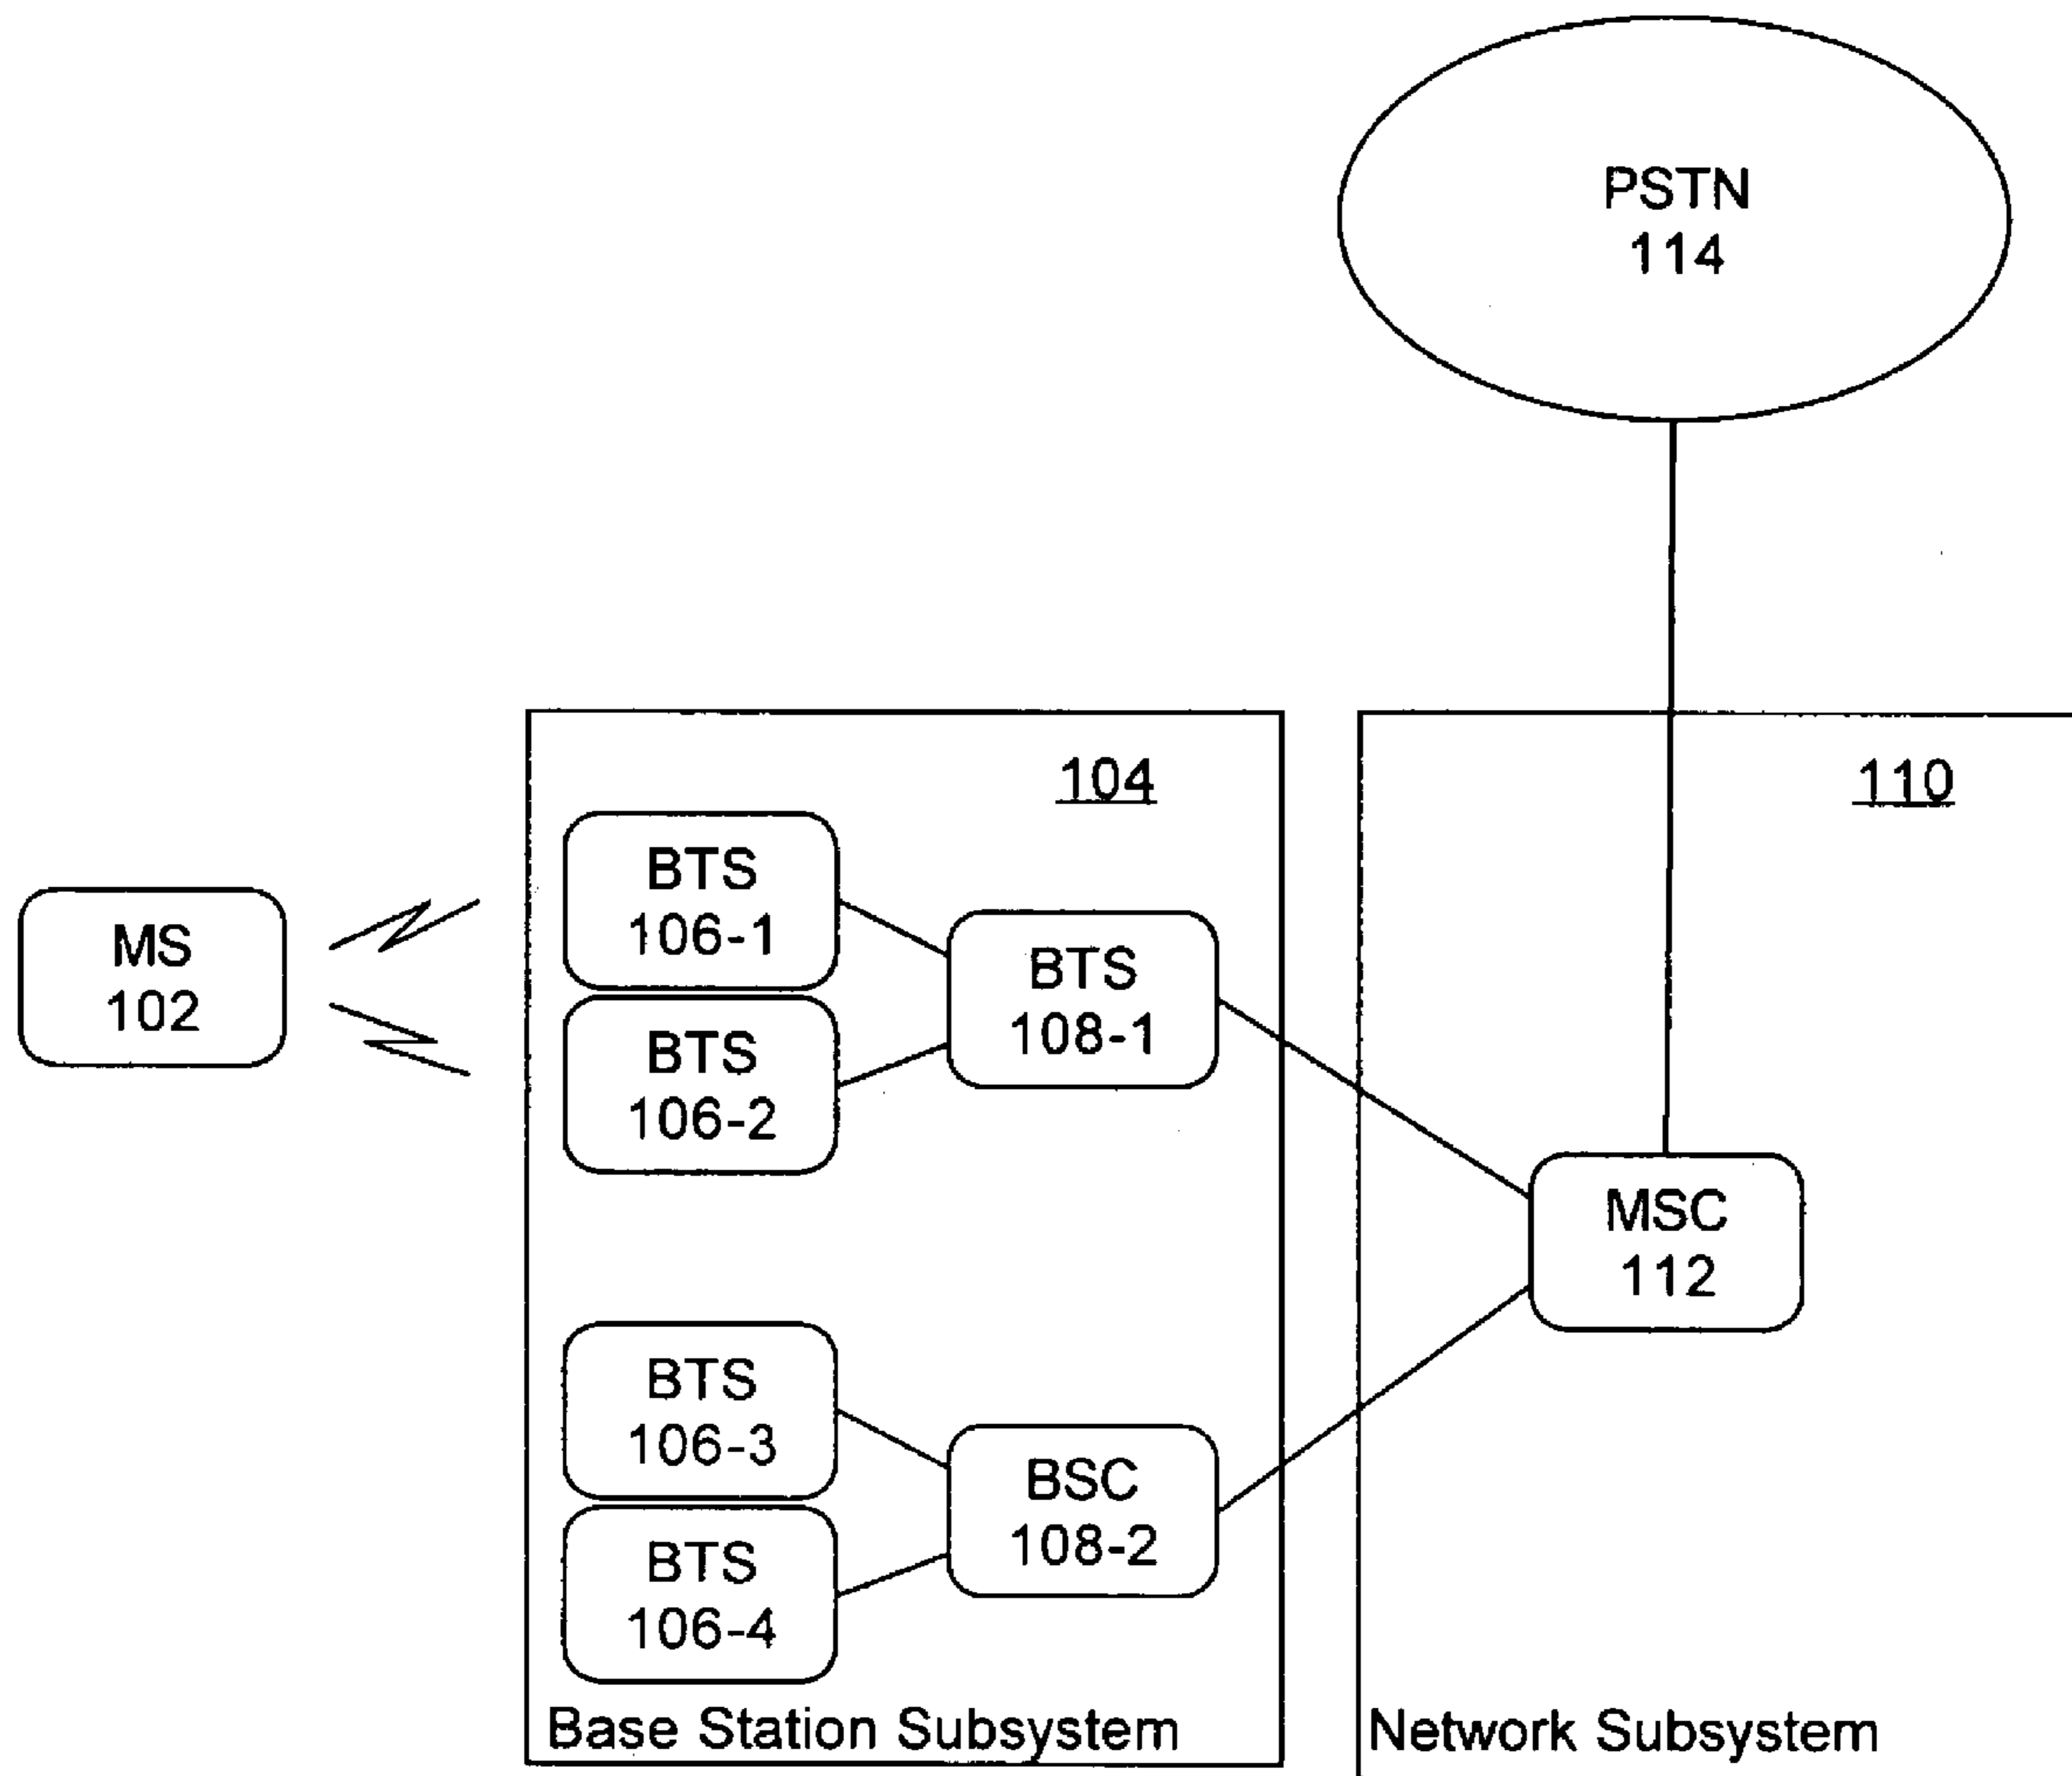 PSTN
114
104
110
BTS
106-1
MS
102
BTS
108-1
BTS
106-2
MSC
112
BTS
106-3
BSC
108-2
BTS
106-4
Base Station Subsystem
Network Subsystem